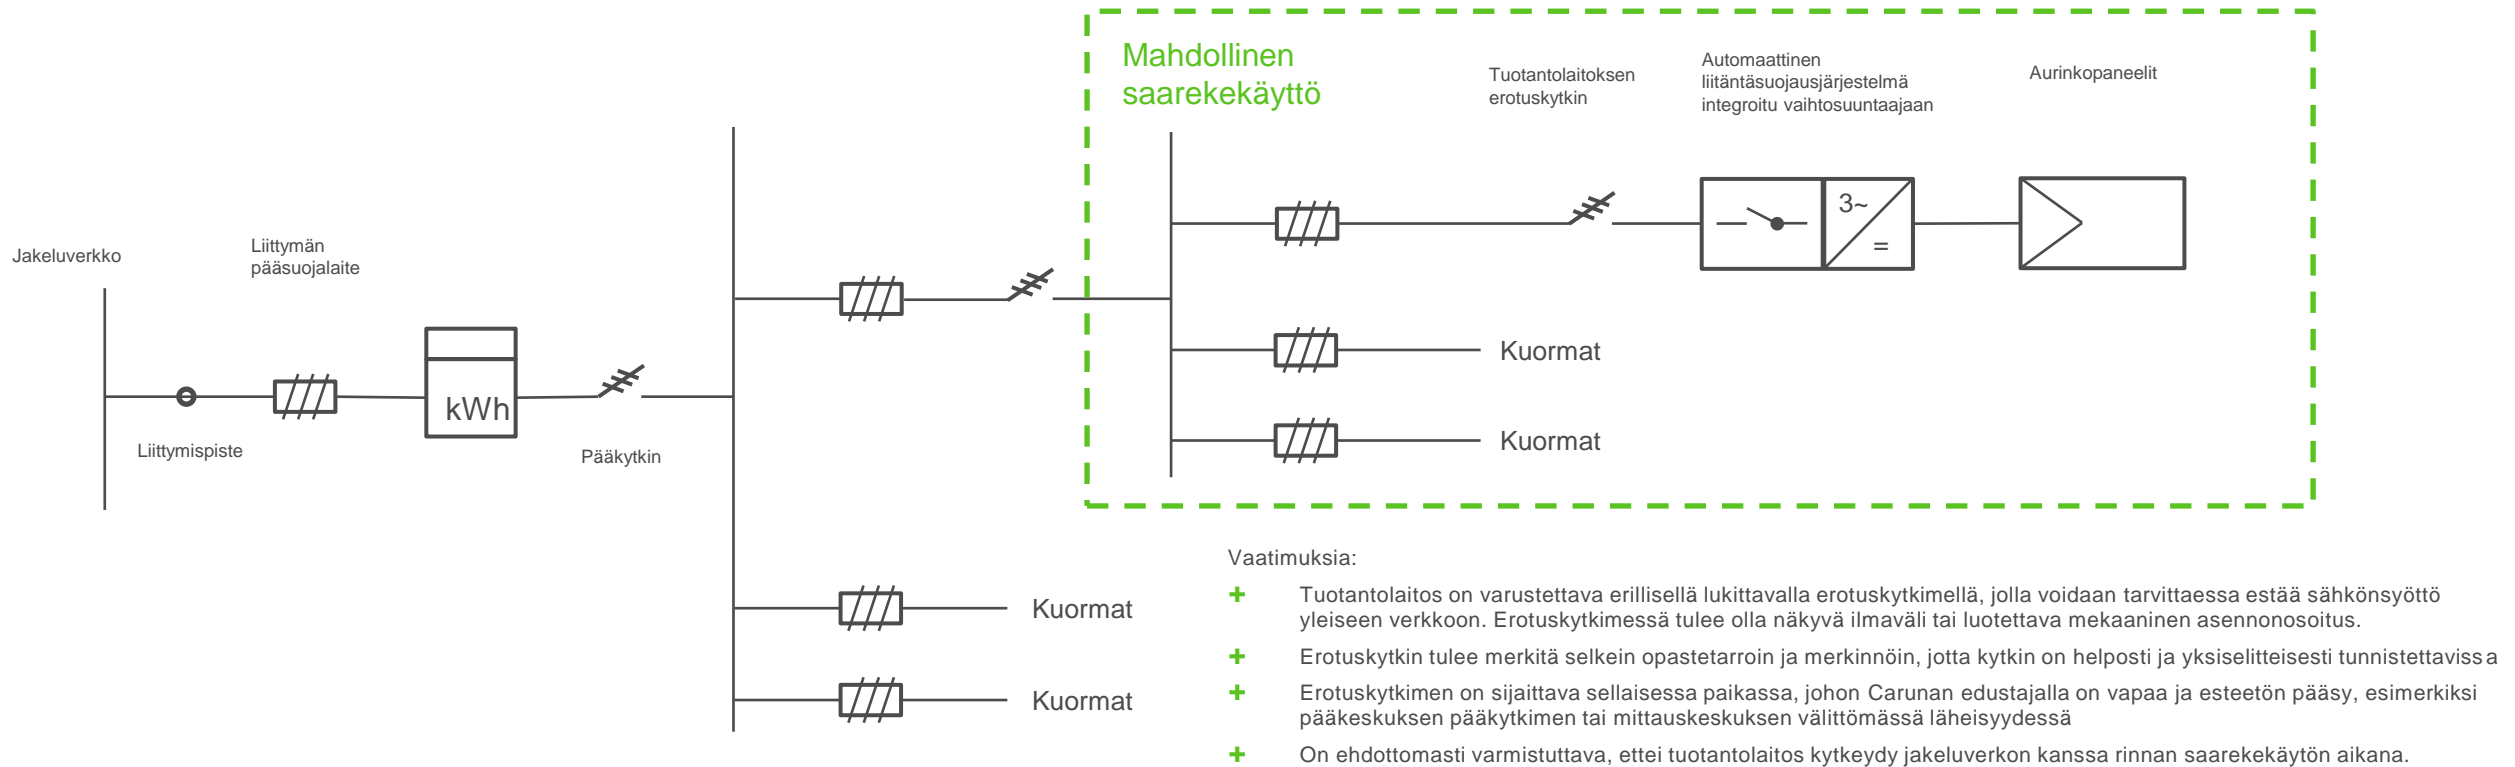 Mahdollinen
saarekekäyttö
Tuotantolaitoksen
erotuskytkin
Automaattinen
liitäntäsuojausjärjestelmä
integroitu vaihtosuuntaajaan
Aurinkopaneelit
Jakeluverkko
Liittymän
pääsuojalaite
3~
=
kWh
Liittymispiste
Pääkytkin
Kuormat
Kuormat
Kuormat
Kuormat
Vaatimuksia:
Tuotantolaitos on varustettava erillisellä lukittavalla erotuskytkimellä, jolla voidaan tarvittaessa estää sähkönsyöttö
yleiseen verkkoon. Erotuskytkimessä tulee olla näkyvä ilmaväli tai luotettava mekaaninen asennonosoitus.
Erotuskytkin tulee merkitä selkein opastetarroin ja merkinnöin, jotta kytkin on helposti ja yksiselitteisesti tunnistettavissa
Erotuskytkimen on sijaittava sellaisessa paikassa, johon Carunan edustajalla on vapaa ja esteetön pääsy, esimerkiksi
pääkeskuksen pääkytkimen tai mittauskeskuksen välittömässä läheisyydessä
On ehdottomasti varmistuttava, ettei tuotantolaitos kytkeydy jakeluverkon kanssa rinnan saarekekäytön aikana.